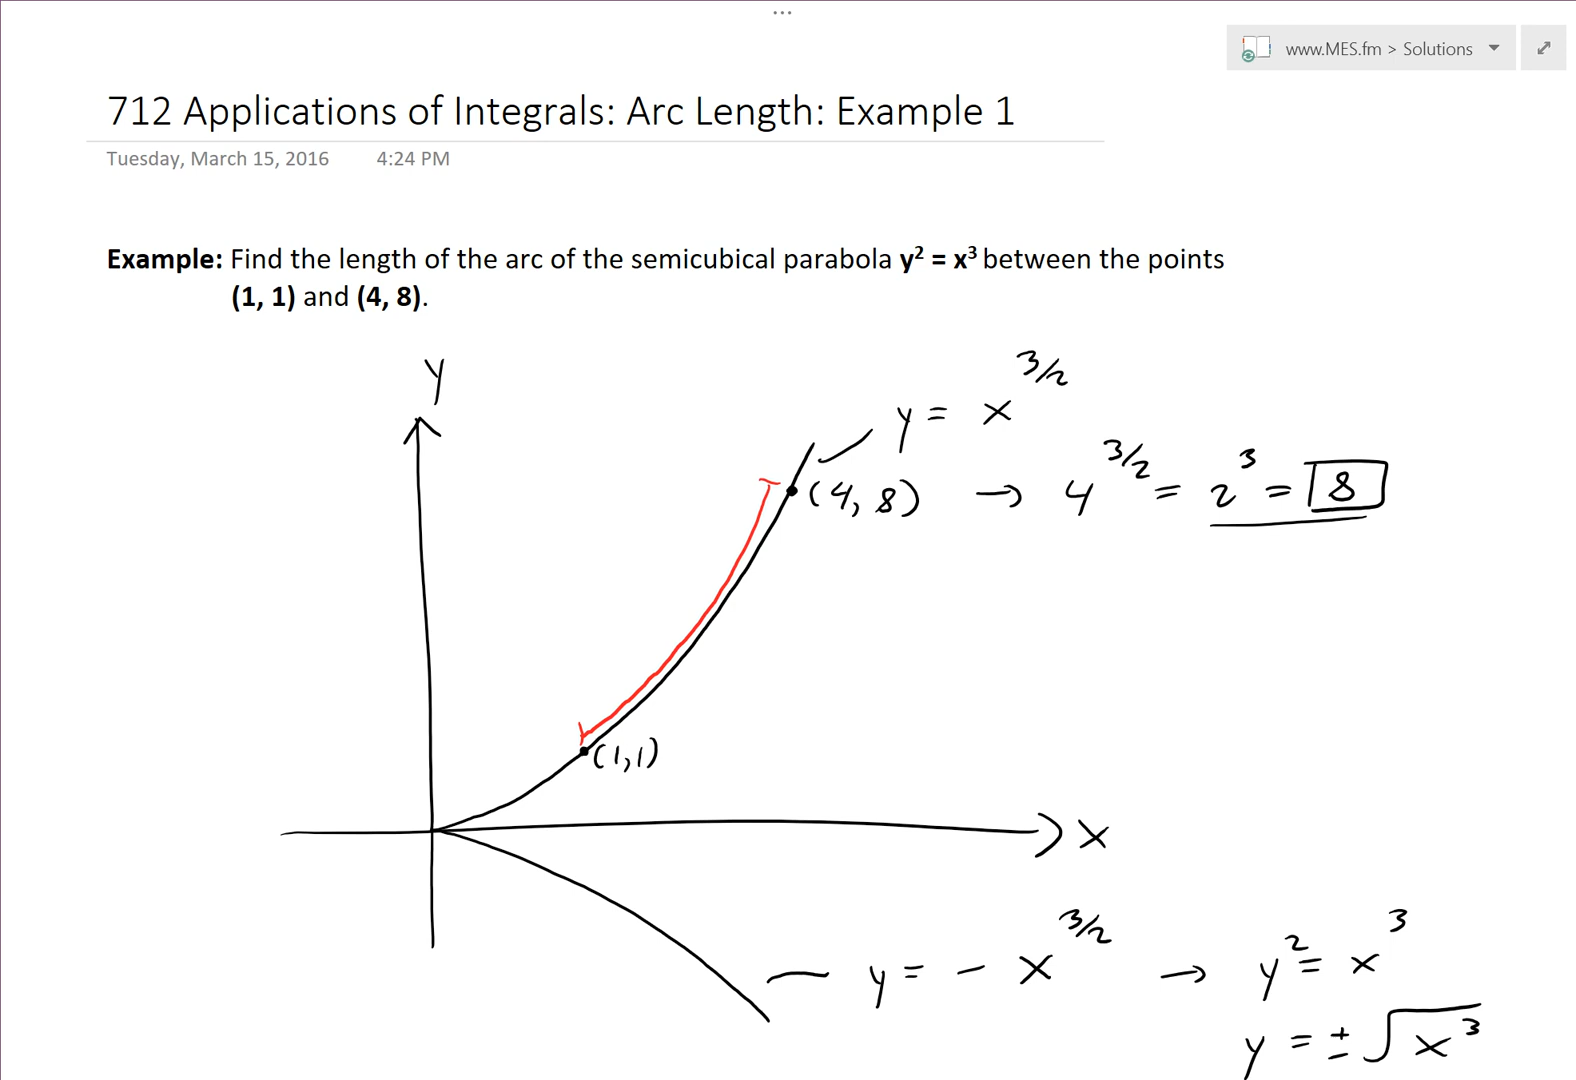 ...
www.MES.fm > Solutions
712 Applications of Integrals: Arc Length: Example 1
Tuesday, March 15, 2016 4:24 PM
Example: Find the length of the arc of the semicubical parabola y² = x³ between the points
(1, 1) and (4, 8).
y
y = x^3/2
(4, 8) → 4^3/2 = 2³ = 8
(1,1)
x
y = - x^3/2 → y² = x³
y = ± √x³